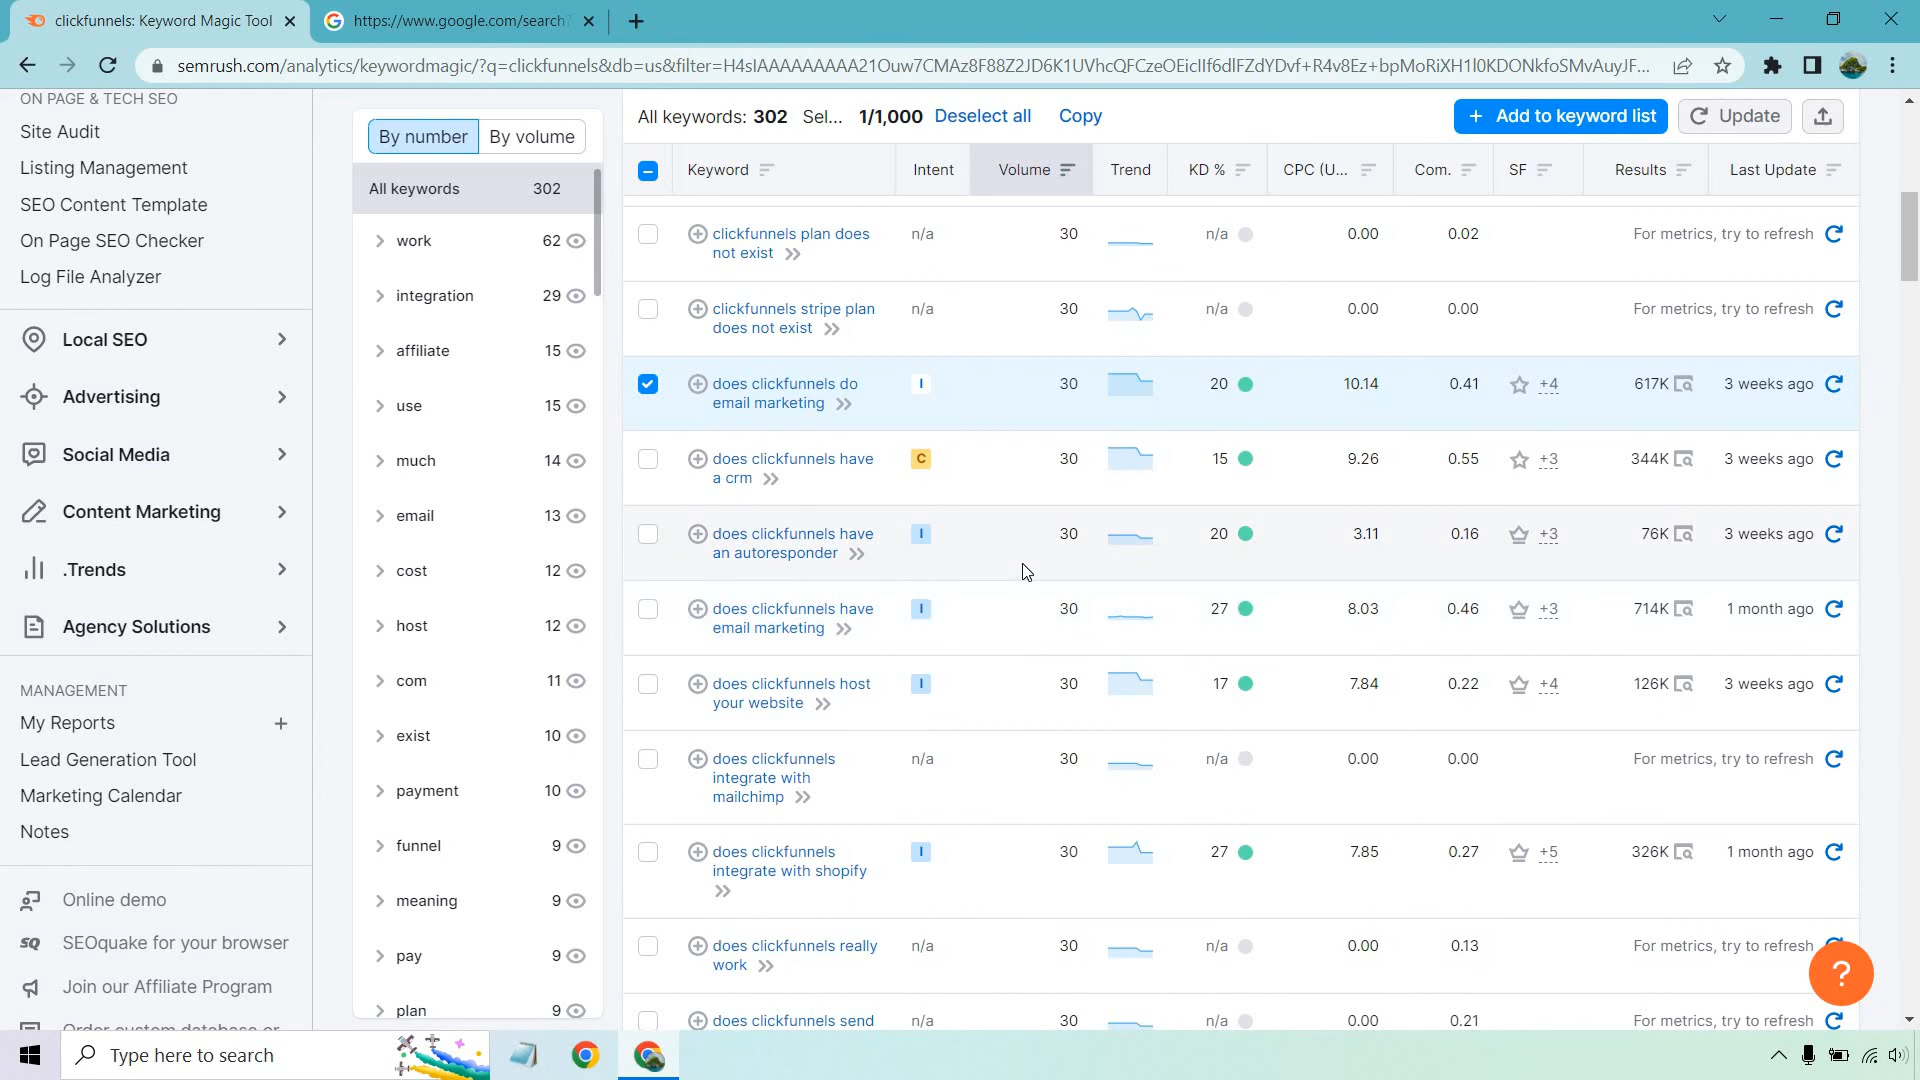 clickfunnels: Keyword Magic Tool
https://www.google.com/search?
semrush.com/analytics/keywordmagic/?q=clickfunnels&db=us&filter=H4sIAAAAAAAAA21Ouw7CMAz8F88Z2JD6K1UVhcQFCzeOEicIIf6dlFZdYDvf+R4v8Ez+bpMoRiXH1l0KDONkfoSMvAuyJF...
ON PAGE & TECH SEO
Site Audit
Listing Management
SEO Content Template
On Page SEO Checker
Log File Analyzer
Local SEO
Advertising
Social Media
Content Marketing
.Trends
Agency Solutions
MANAGEMENT
My Reports +
Lead Generation Tool
Marketing Calendar
Notes
Online demo
SEOquake for your browser
Join our Affiliate Program
Order custom database or
By number By volume
All keywords 302
work 62
integration 29
affiliate 15
use 15
much 14
email 13
cost 12
host 12
com 11
exist 10
payment 10
funnel 9
meaning 9
pay 9
plan 9
All keywords: 302 Sel... 1/1,000 Deselect all Copy
+ Add to keyword list Update
Keyword Intent Volume Trend KD % CPC (U... Com. SF Results Last Update
clickfunnels plan does n/a 30 n/a 0.00 0.02 For metrics, try to refresh
not exist
clickfunnels stripe plan n/a 30 n/a 0.00 0.00 For metrics, try to refresh
does not exist
does clickfunnels do I 30 20 10.14 0.41 +4 617K 3 weeks ago
email marketing
does clickfunnels have C 30 15 9.26 0.55 +3 344K 3 weeks ago
a crm
does clickfunnels have I 30 20 3.11 0.16 +3 76K 3 weeks ago
an autoresponder
does clickfunnels have I 30 27 8.03 0.46 +3 714K 1 month ago
email marketing
does clickfunnels host I 30 17 7.84 0.22 +4 126K 3 weeks ago
your website
does clickfunnels n/a 30 n/a 0.00 0.00 For metrics, try to refresh
integrate with
mailchimp
does clickfunnels I 30 27 7.85 0.27 +5 326K 1 month ago
integrate with shopify
does clickfunnels really n/a 30 n/a 0.00 0.13 For metrics, try to refresh
work
does clickfunnels send n/a 30 n/a 0.00 0.21 For metrics, try to refresh
?
Type here to search